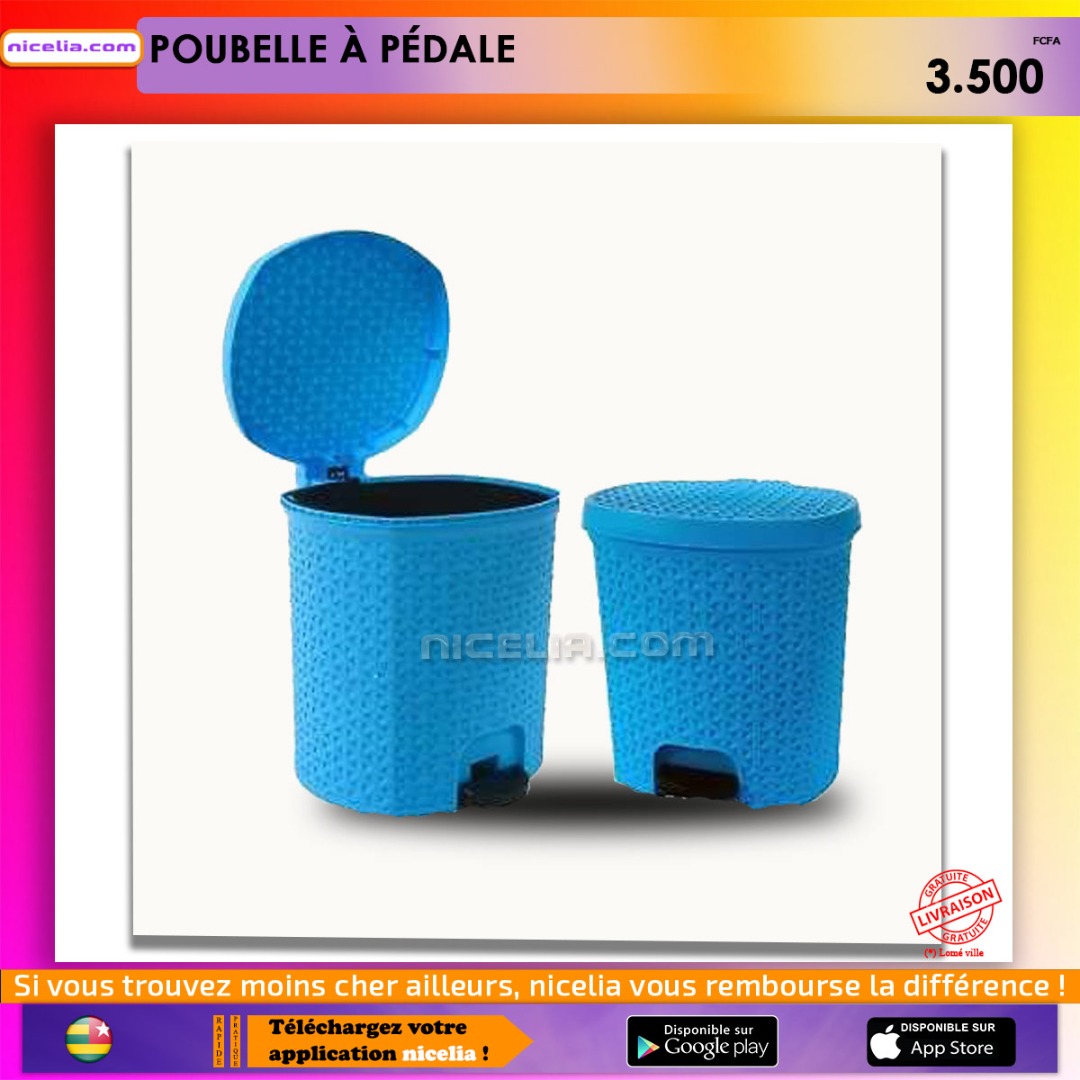 nicelia.com
POUBELLE À PÉDALE
FCFA
3.500
NICELIA.COM
GRATUITE
LIVRAISON
GRATUITE
(*) Lomé ville
Si vous trouvez moins cher ailleurs, nicelia vous rembourse la différence !
RAPIDE
PRATIQUE
Téléchargez votre
application nicelia !
Disponible sur
Google play
DISPONIBLE SUR
App Store